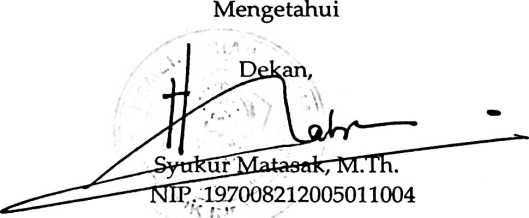 Mengetahui
Dekan,
Syukur Matasak, M.Th.
NIP. 197008212005011004